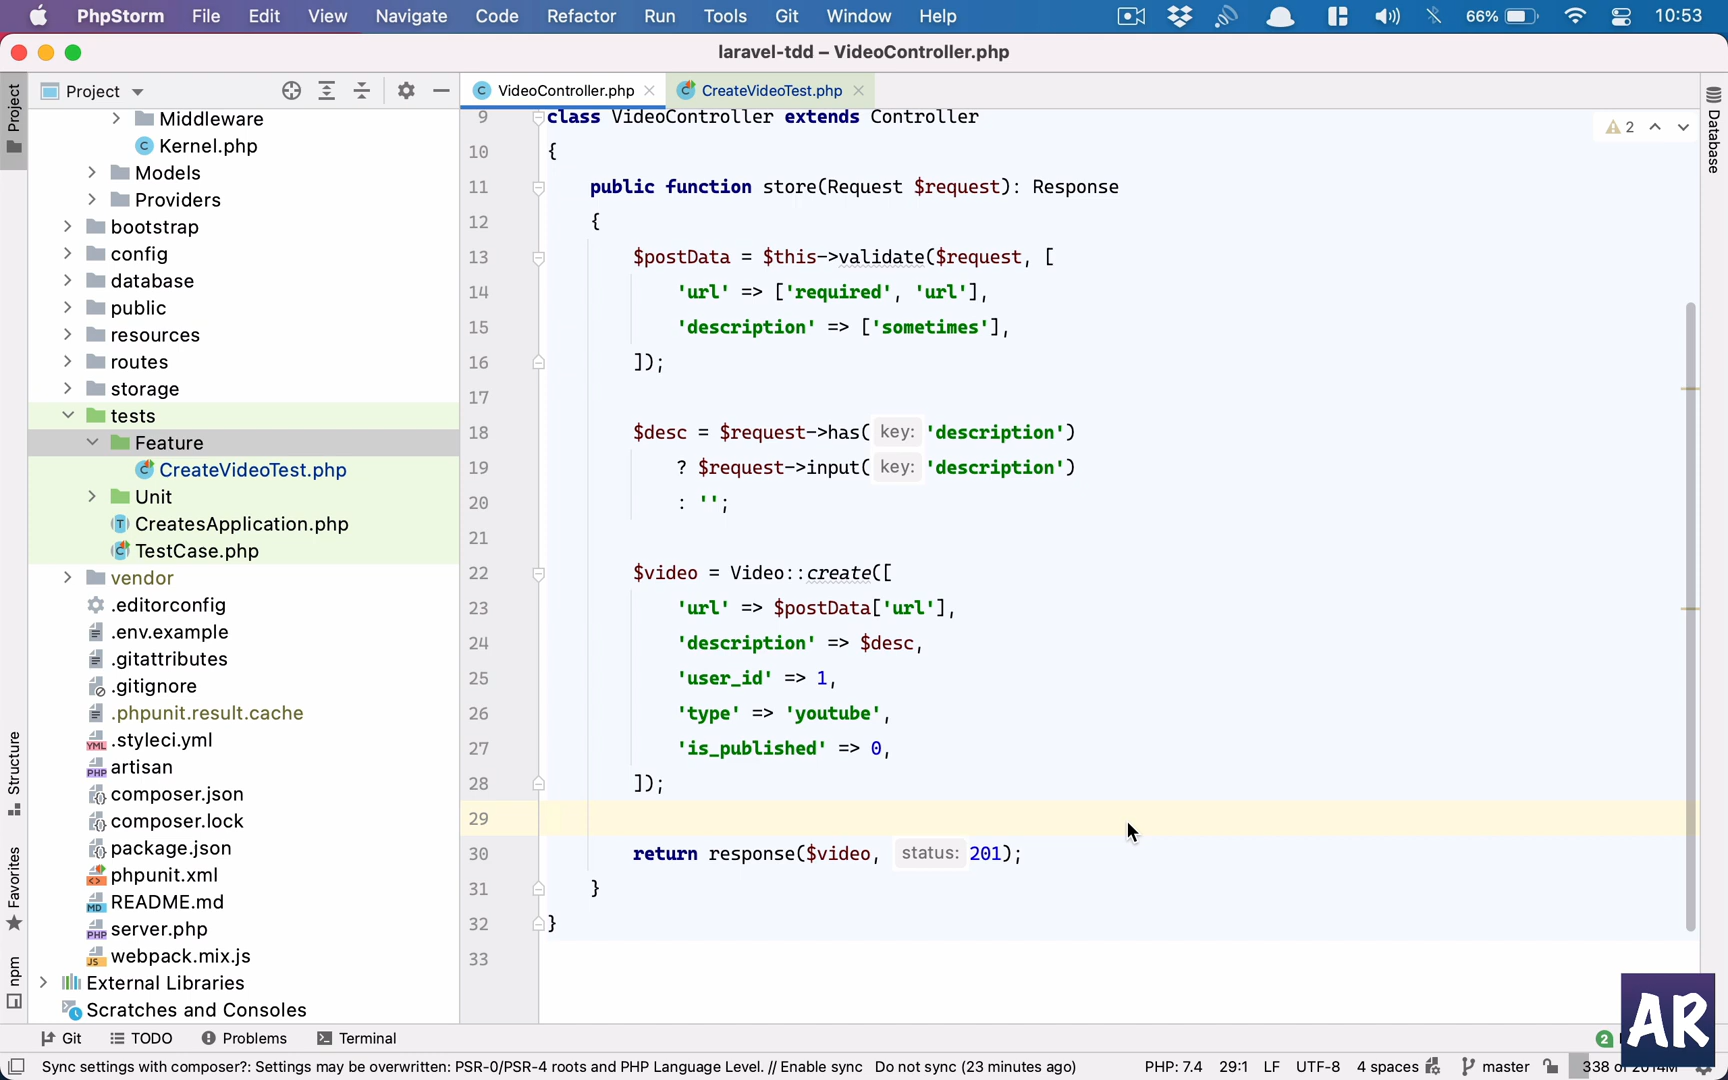 PhpStorm File Edit View Navigate Code Refactor Run Tools Git Window Help 66% 10:53
laravel-tdd – VideoController.php
Project
Project
VideoController.php
CreateVideoTest.php
Database
Middleware
Kernel.php
Models
Providers
bootstrap
config
database
public
resources
routes
storage
tests
Feature
CreateVideoTest.php
Unit
CreatesApplication.php
TestCase.php
vendor
.editorconfig
.env.example
.gitattributes
.gitignore
.phpunit.result.cache
.styleci.yml
artisan
composer.json
composer.lock
package.json
phpunit.xml
README.md
server.php
webpack.mix.js
External Libraries
Scratches and Consoles
Structure
Favorites
npm
2
9 class VideoController extends Controller
10 {
11 public function store(Request $request): Response
12 {
13 $postData = $this->validate($request, [
14 'url' => ['required', 'url'],
15 'description' => ['sometimes'],
16 ]);
17
18 $desc = $request->has( key: 'description')
19 ? $request->input( key: 'description')
20 : '';
21
22 $video = Video::create([
23 'url' => $postData['url'],
24 'description' => $desc,
25 'user_id' => 1,
26 'type' => 'youtube',
27 'is_published' => 0,
28 ]);
29
30 return response($video, status: 201);
31 }
32 }
33
AR
Git TODO Problems Terminal 2
Sync settings with composer?: Settings may be overwritten: PSR-0/PSR-4 roots and PHP Language Level. // Enable sync Do not sync (23 minutes ago) PHP: 7.4 29:1 LF UTF-8 4 spaces master 338 of 2014M